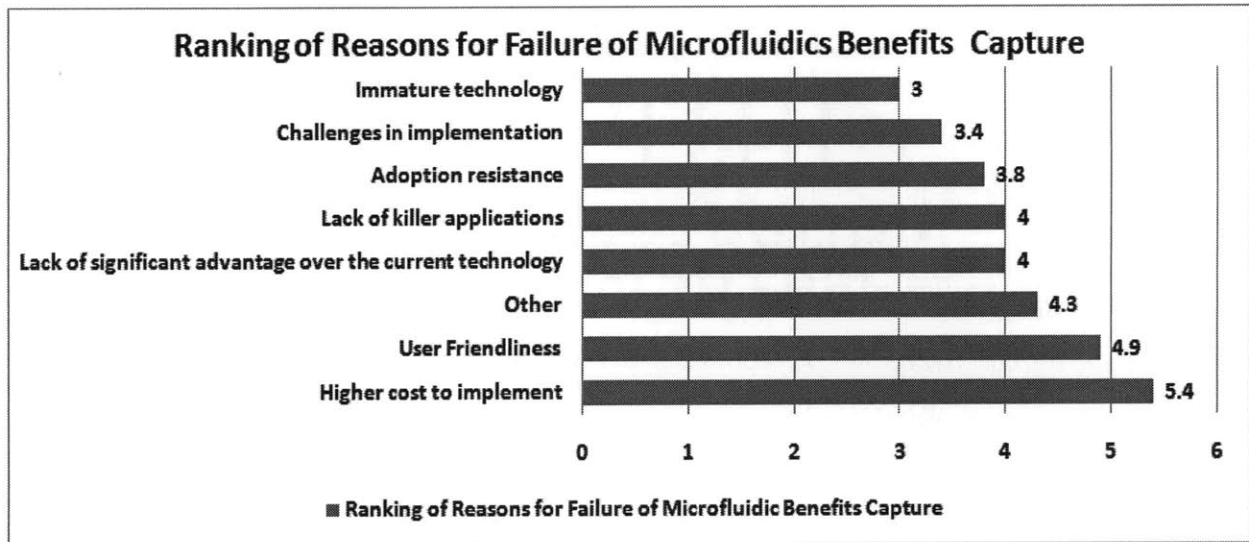 Ranking of Reasons for Failure of Microfluidics Benefits Capture
Immature technology 3
Challenges in implementation 3.4
Adoption resistance 3.8
Lack of killer applications 4
Lack of significant advantage over the current technology 4
Other 4.3
User Friendliness 4.9
Higher cost to implement 5.4
0 1 2 3 4 5 6
Ranking of Reasons for Failure of Microfluidic Benefits Capture